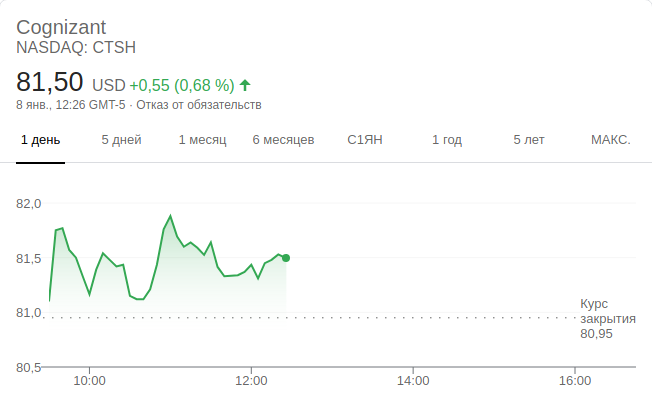 Cognizant
NASDAQ: CTSH
81,50 USD +0,55 (0,68 %)
8 янв., 12:26 GMT-5 · Отказ от обязательств
1 день 5 дней 1 месяц 6 месяцев С1ЯН 1 год 5 лет МАКС.
82,0
81,5
81,0
Курс
закрытия
80,95
80,5
10:00 12:00 14:00 16:00